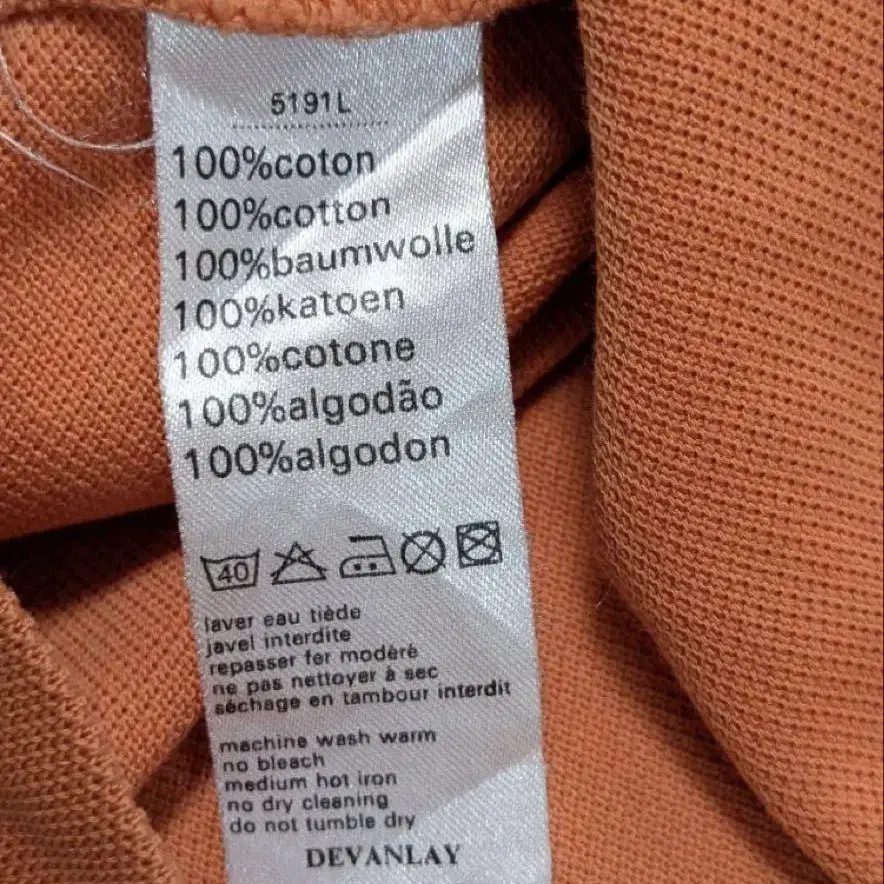 5191L
100%coton
100%cotton
100%baumwolle
100%katoen
100%cotone
100%algodão
100%algodon
40
laver eau tiède
javel interdite
repasser fer modéré
ne pas nettoyer à sec
séchage en tambour interdit
machine wash warm
no bleach
medium hot iron
no dry cleaning
do not tumble dry
DEVANLAY